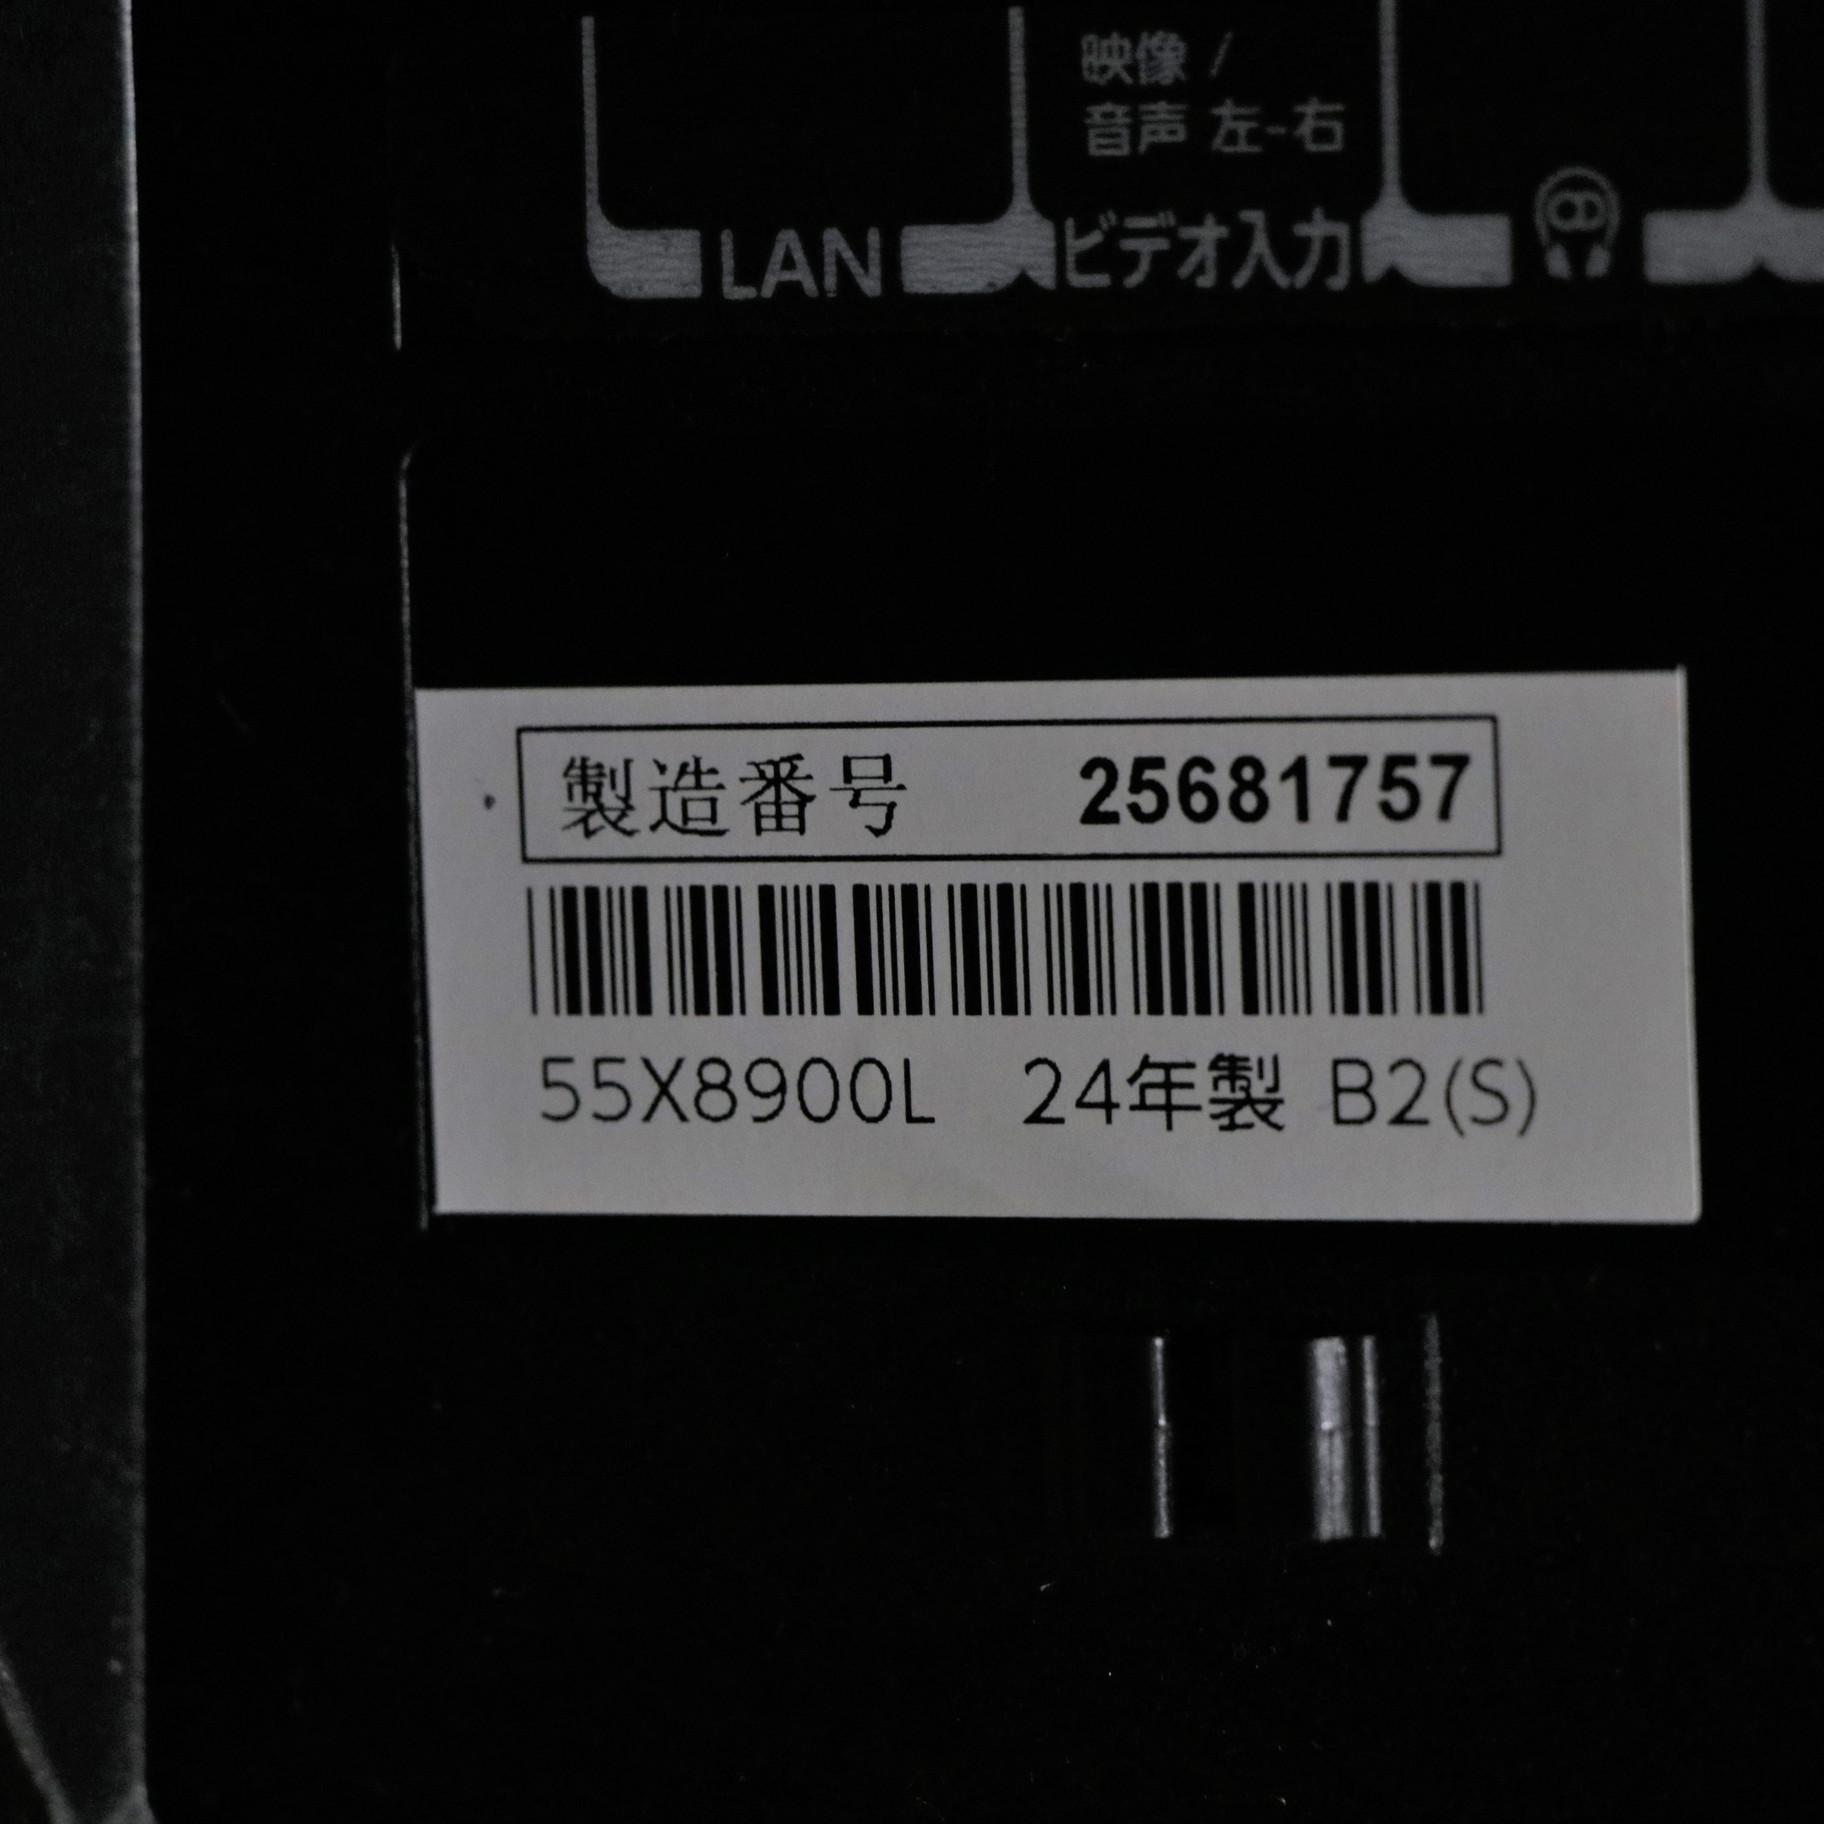 映像 /
音声 左-右
LAN ビデオ入力
製造番号 25681757
55X8900L 24年製 B2(S)